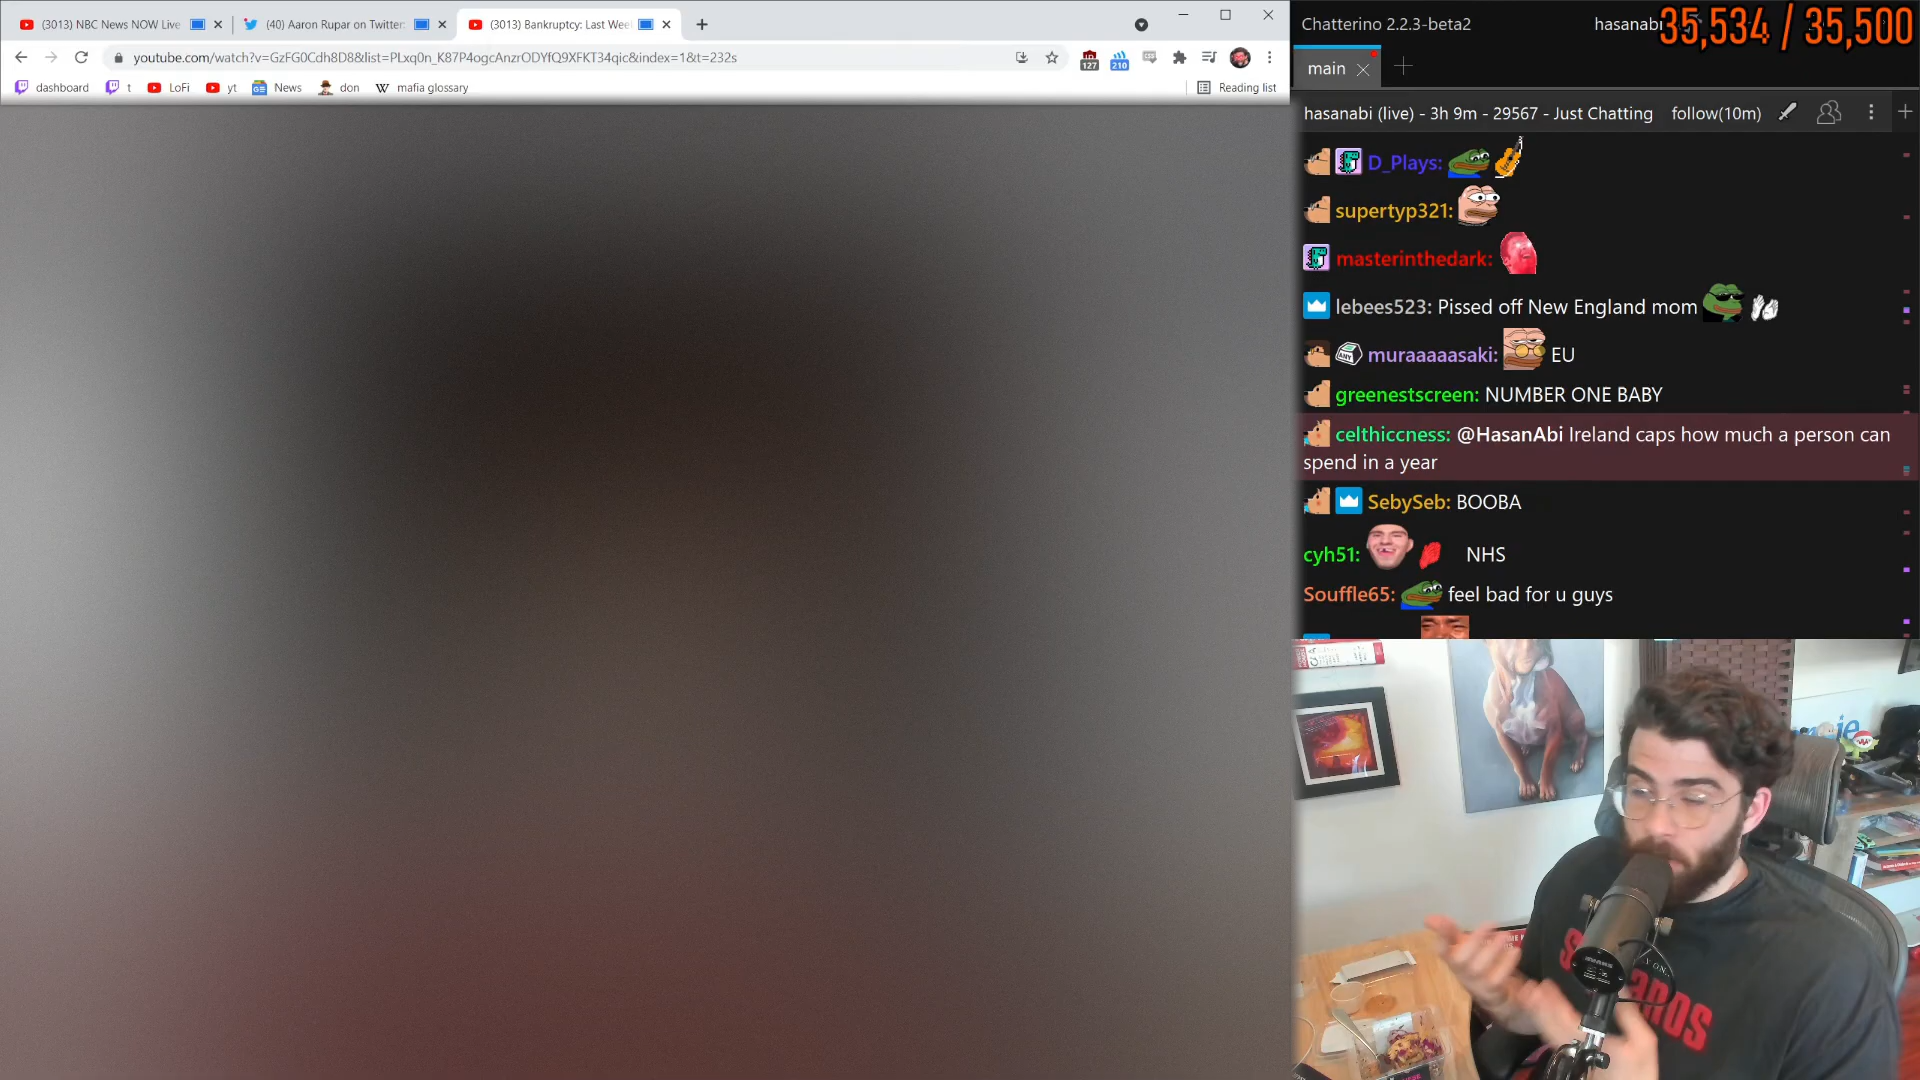 (3013) NBC News NOW Live
(40) Aaron Rupar on Twitter:
(3013) Bankruptcy: Last Wee
youtube.com/watch?v=GzFG0Cdh8D8&list=PLxq0n_K87P4ogcAnzrODYfQ9XFKT34qic&index=1&t=232s
127
210
dashboard
t
LoFi
yt
News
don
mafia glossary
Reading list
Chatterino 2.2.3-beta2
hasanabi
35,534 / 35,500
main
hasanabi (live) - 3h 9m - 29567 - Just Chatting
follow(10m)
D_Plays:
supertyp321:
masterinthedark:
lebees523: Pissed off New England mom
muraaaaasaki: EU
greenestscreen: NUMBER ONE BABY
celthiccness: @HasanAbi Ireland caps how much a person can
spend in a year
SebySeb: BOOBA
cyh51: NHS
Souffle65: feel bad for u guys